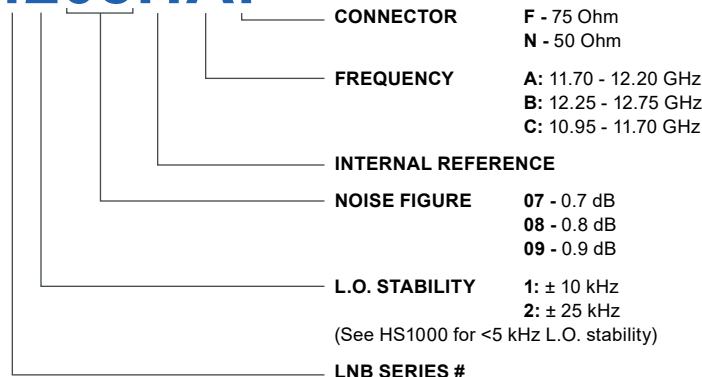 CONNECTOR F - 75 Ohm
N - 50 Ohm
FREQUENCY A: 11.70 - 12.20 GHz
B: 12.25 - 12.75 GHz
C: 10.95 - 11.70 GHz
INTERNAL REFERENCE
NOISE FIGURE 07 - 0.7 dB
08 - 0.8 dB
09 - 0.9 dB
L.O. STABILITY 1: ± 10 kHz
2: ± 25 kHz
(See HS1000 for <5 kHz L.O. stability)
LNB SERIES #